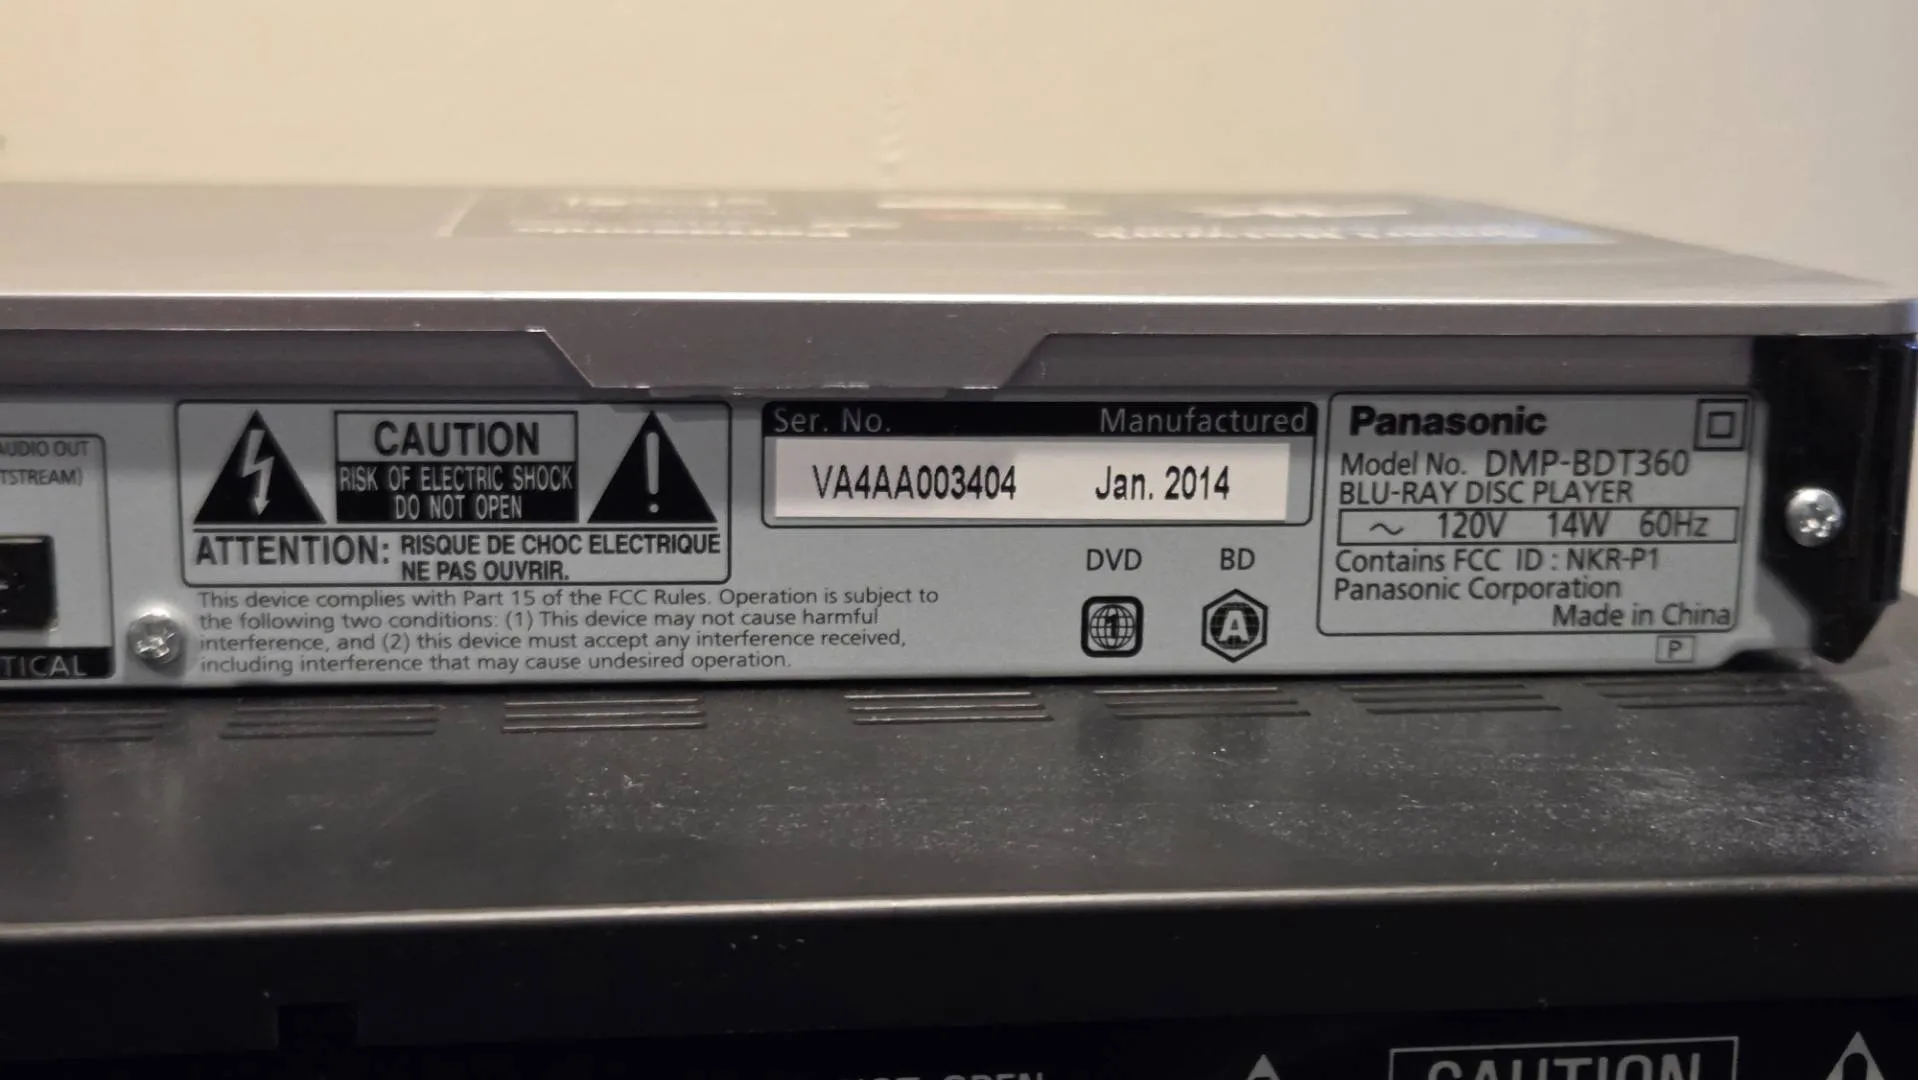 AUDIO OUT
TSTREAM)
TICAL
CAUTION
RISK OF ELECTRIC SHOCK
DO NOT OPEN
ATTENTION: RISQUE DE CHOC ELECTRIQUE
NE PAS OUVRIR.
This device complies with Part 15 of the FCC Rules. Operation is subject to
the following two conditions: (1) This device may not cause harmful
interference, and (2) this device must accept any interference received,
including interference that may cause undesired operation.
Ser. No. Manufactured
VA4AA003404 Jan. 2014
DVD BD
1 A
Panasonic
Model No. DMP-BDT360
BLU-RAY DISC PLAYER
~ 120V 14W 60Hz
Contains FCC ID : NKR-P1
Panasonic Corporation
Made in China
P
OPEN
CAUTION